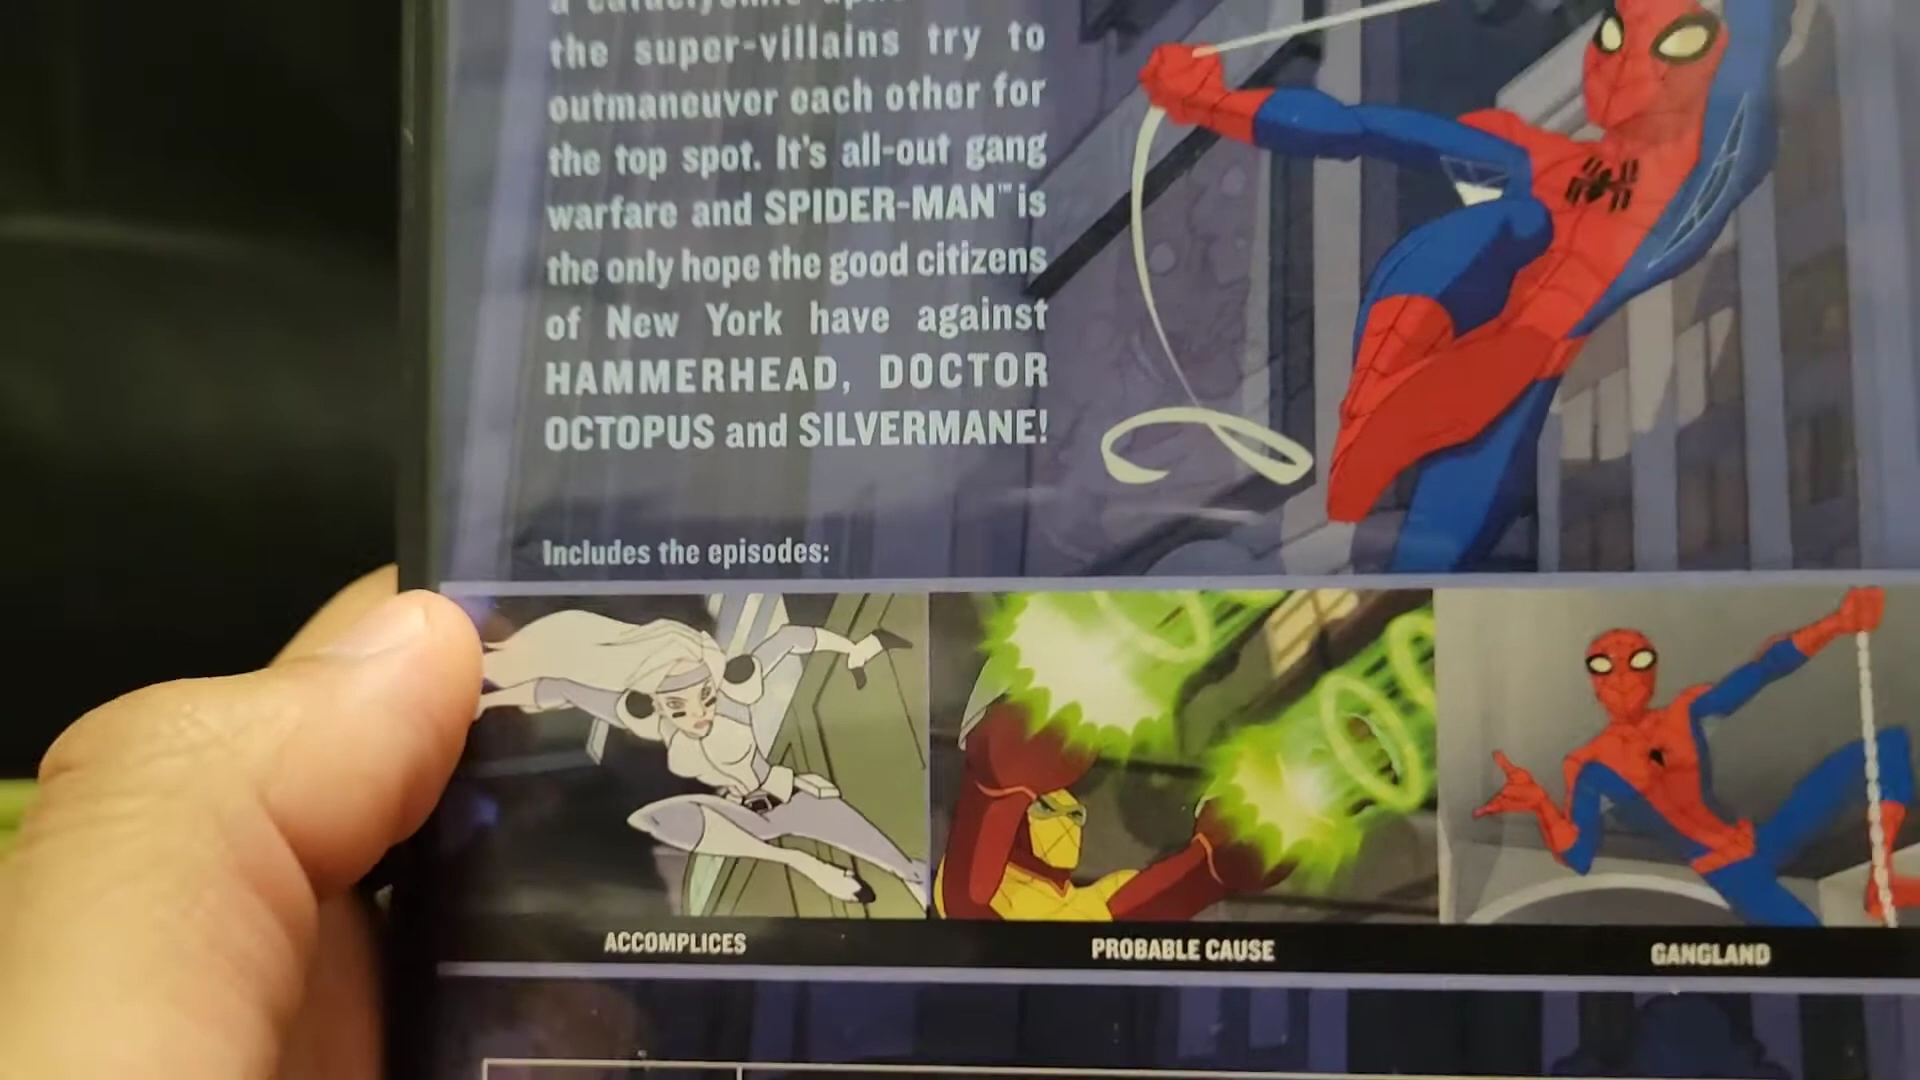 the super-villains try to
outmaneuver each other for
the top spot. It's all-out gang
warfare and SPIDER-MAN™ is
the only hope the good citizens
of New York have against
HAMMERHEAD, DOCTOR
OCTOPUS and SILVERMANE!
Includes the episodes:
ACCOMPLICES
PROBABLE CAUSE
GANGLAND